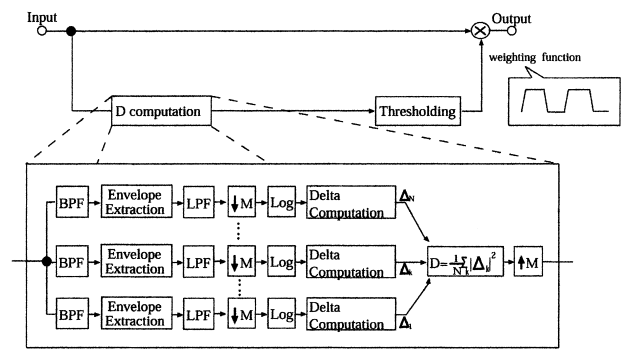 Input
Output
weighting function
D computation
Thresholding
BPF
Envelope
Extraction
LPF
↓M
Log
Delta
Computation
Δ_N
BPF
Envelope
Extraction
LPF
↓M
Log
Delta
Computation
Δ_k
D=1/N Σ_k|Δ_k|^2
↑M
BPF
Envelope
Extraction
LPF
↓M
Log
Delta
Computation
Δ_1